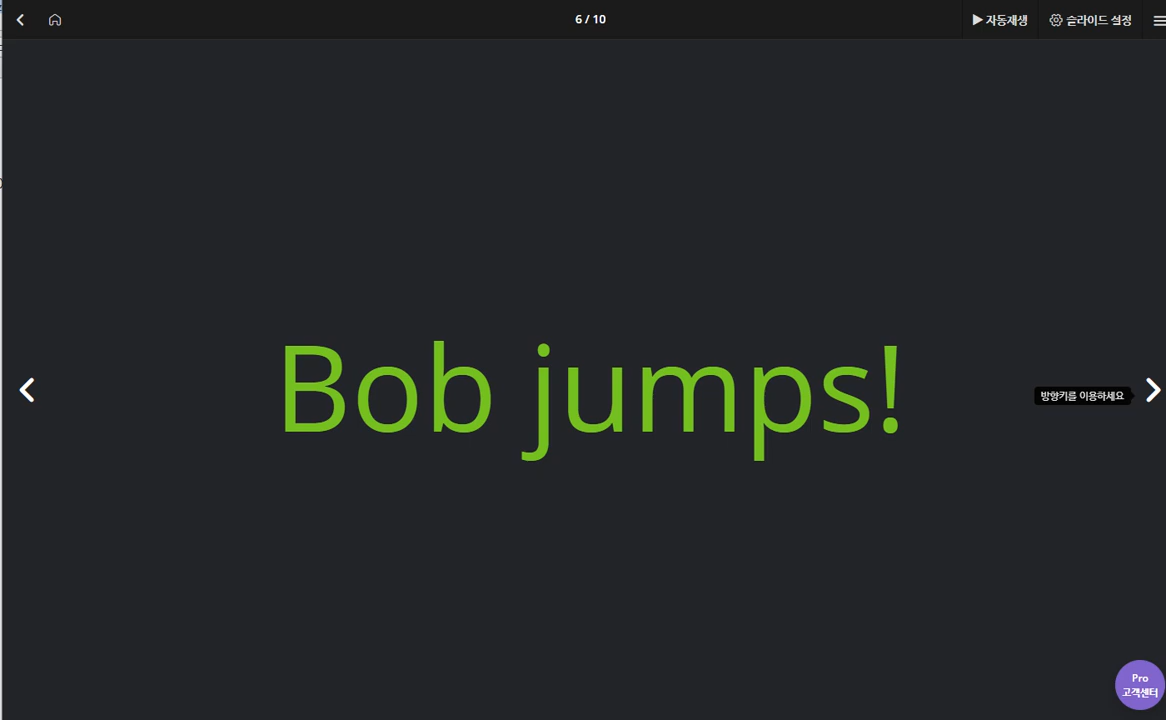 6 / 10
▶ 자동재생
슬라이드 설정
Bob jumps!
방향키를 이용하세요
Pro
고객센터